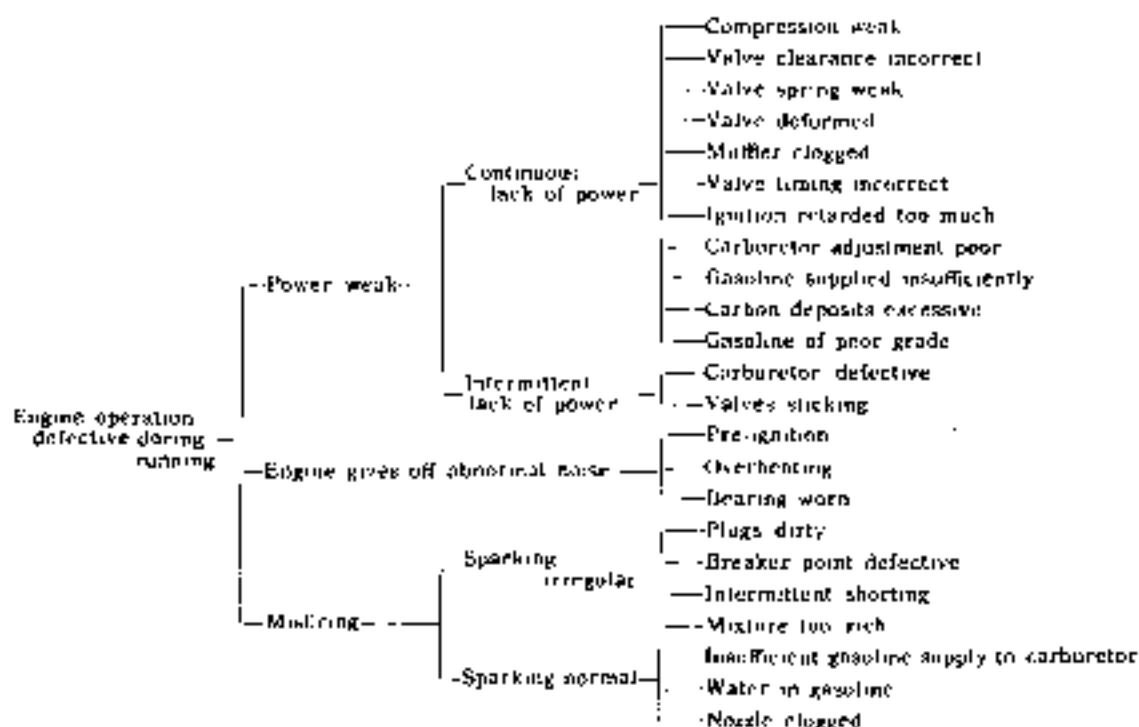 Compression weak
Valve clearance incorrect
Valve spring weak
Valve deformed
Muffler clogged
Continuous
lack of power
Valve timing incorrect
Ignition retarded too much
Carburetor adjustment poor
Gasoline supplied insufficiently
Power weak
Carbon deposits excessive
Gasoline of poor grade
Intermittent
lack of power
Carburetor defective
Valves sticking
Engine operation
defective during
running
Pre-ignition
Engine gives off abnormal noise
Overheating
Bearing worn
Plugs dirty
Sparking
irregular
Breaker point defective
Intermittent shorting
Misfiring
Mixture too rich
Insufficient gasoline supply to carburetor
Sparking normal
Water in gasoline
Nozzle clogged